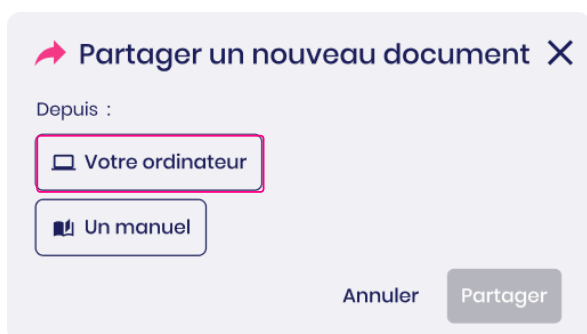 Partager un nouveau document
Depuis :
Votre ordinateur
Un manuel
Annuler Partager